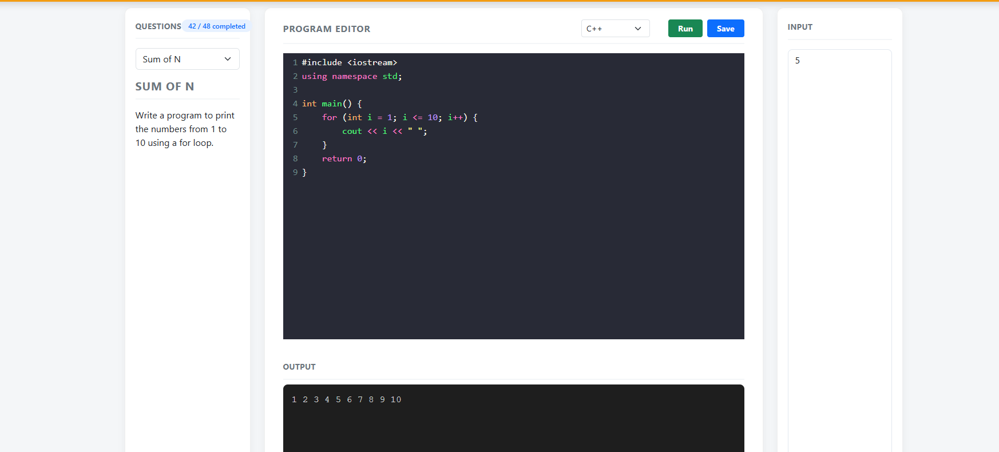 QUESTIONS 42 / 48 completed
Sum of N
SUM OF N
Write a program to print
the numbers from 1 to
10 using a for loop.
PROGRAM EDITOR
C++
Run
Save
1 #include <iostream>
2 using namespace std;
3
4 int main() {
5     for (int i = 1; i <= 10; i++) {
6         cout << i << " ";
7     }
8     return 0;
9 }
OUTPUT
1 2 3 4 5 6 7 8 9 10
INPUT
5